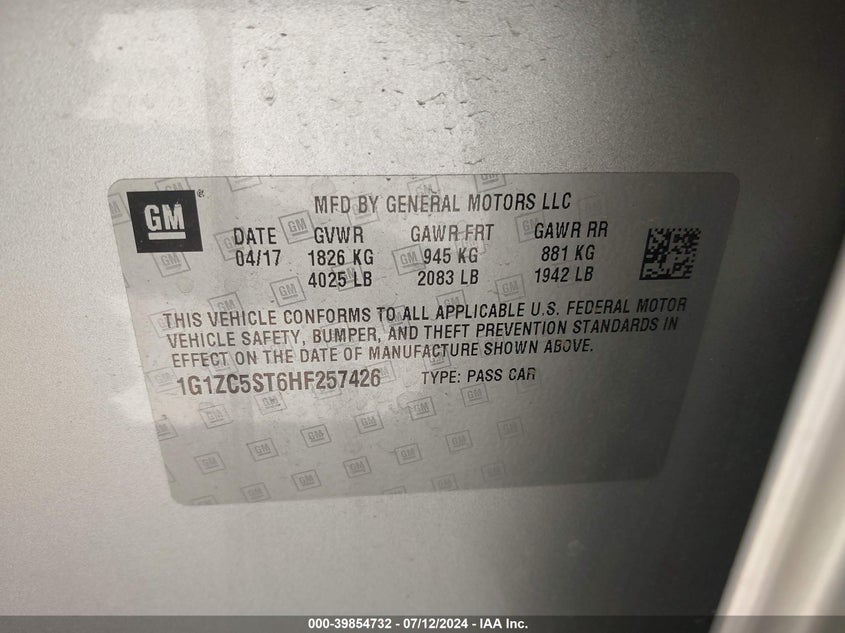 GM®
MFD BY GENERAL MOTORS LLC
DATE GVWR GAWR FRT GAWR RR
04/17 1826 KG 945 KG 881 KG
4025 LB 2083 LB 1942 LB
THIS VEHICLE CONFORMS TO ALL APPLICABLE U.S. FEDERAL MOTOR
VEHICLE SAFETY, BUMPER, AND THEFT PREVENTION STANDARDS IN
EFFECT ON THE DATE OF MANUFACTURE SHOWN ABOVE.
1G1ZC5ST6HF257426 TYPE: PASS CAR
000-39854732 - 07/12/2024 - IAA Inc.